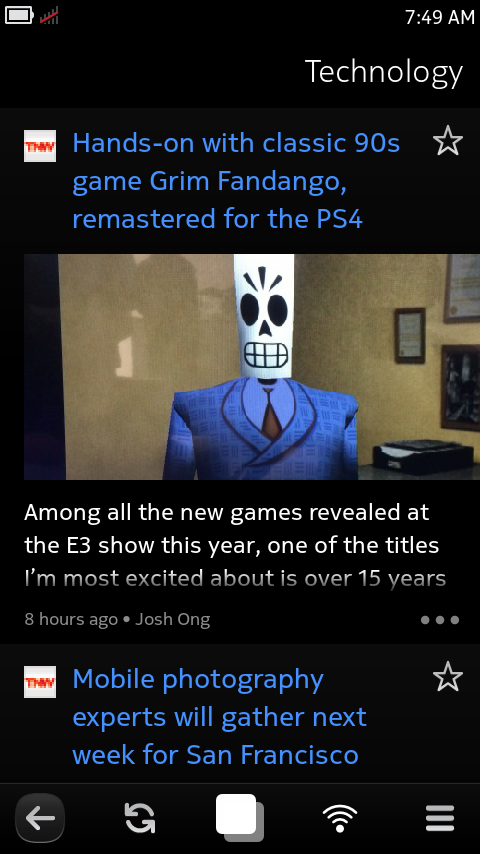 7:49 AM
Technology
TNW
Hands-on with classic 90s
game Grim Fandango,
remastered for the PS4
Among all the new games revealed at
the E3 show this year, one of the titles
I'm most excited about is over 15 years
8 hours ago • Josh Ong
TNW
Mobile photography
experts will gather next
week for San Francisco